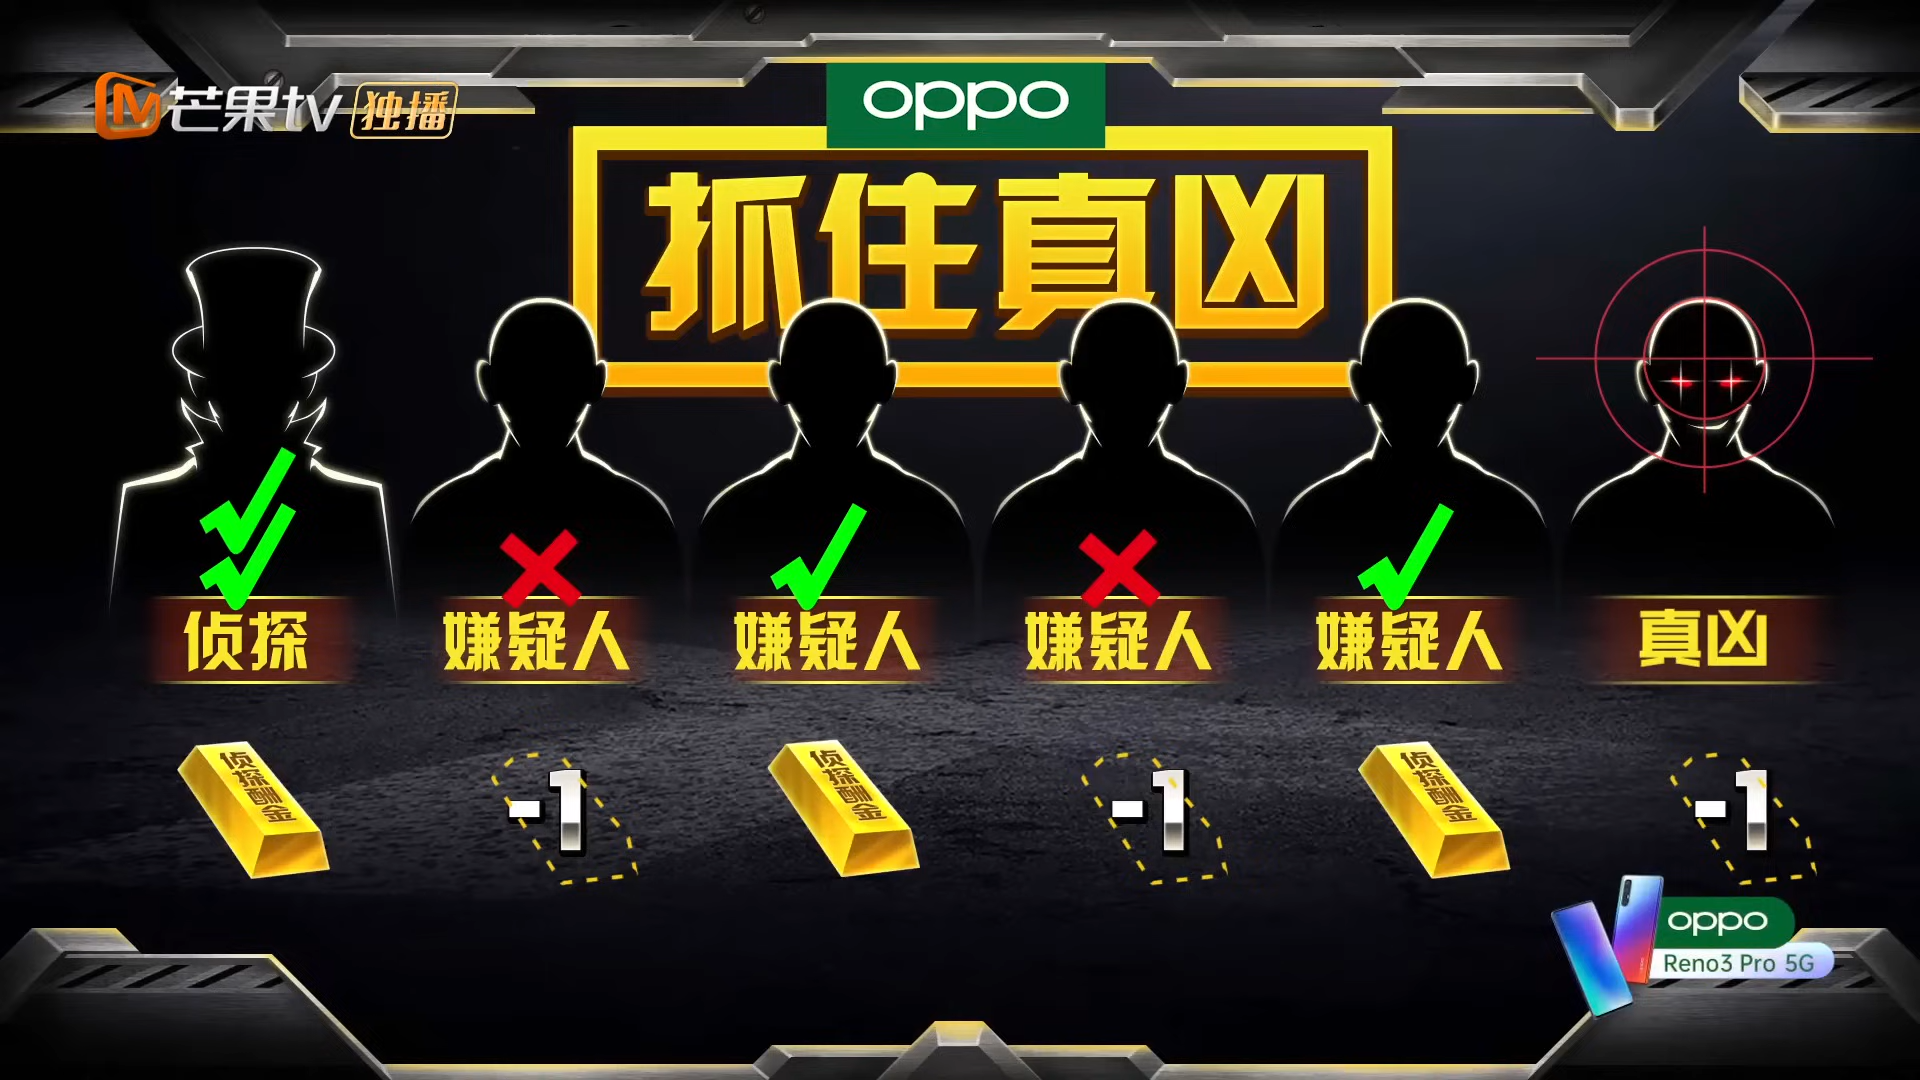 芒果tv 独播
oppo
抓住真凶
侦探 嫌疑人 嫌疑人 嫌疑人 嫌疑人 真凶
侦探酬金 -1 侦探酬金 -1 侦探酬金 -1
oppo
Reno3 Pro 5G